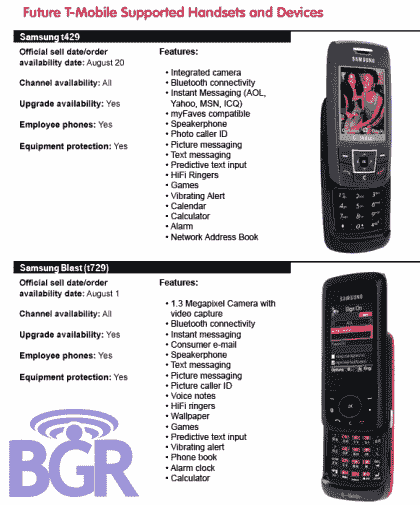 Future T-Mobile Supported Handsets and Devices
Samsung t429
Official sell date/order
availability date: August 20
Channel availability: All
Upgrade availability: Yes
Employee phones: Yes
Equipment protection: Yes
Features:
• Integrated camera
• Bluetooth connectivity
• Instant Messaging (AOL,
Yahoo, MSN, ICQ)
• myFaves compatible
• Speakerphone
• Photo caller ID
• Picture messaging
• Text messaging
• Predictive text input
• HiFi Ringers
• Games
• Vibrating Alert
• Calendar
• Calculator
• Alarm
• Network Address Book
SAMSUNG
Samsung Blast (t729)
Official sell date/order
availability date: August 1
Channel availability: All
Upgrade availability: Yes
Employee phones: Yes
Equipment protection: Yes
Features:
• 1.3 Megapixel Camera with
video capture
• Bluetooth connectivity
• Instant messaging
• Consumer e-mail
• Speakerphone
• Text messaging
• Picture messaging
• Picture caller ID
• Voice notes
• HiFi ringers
• Wallpaper
• Games
• Predictive text input
• Vibrating alert
• Phone book
• Alarm clock
• Calculator
SAMSUNG
Sign On
BGR